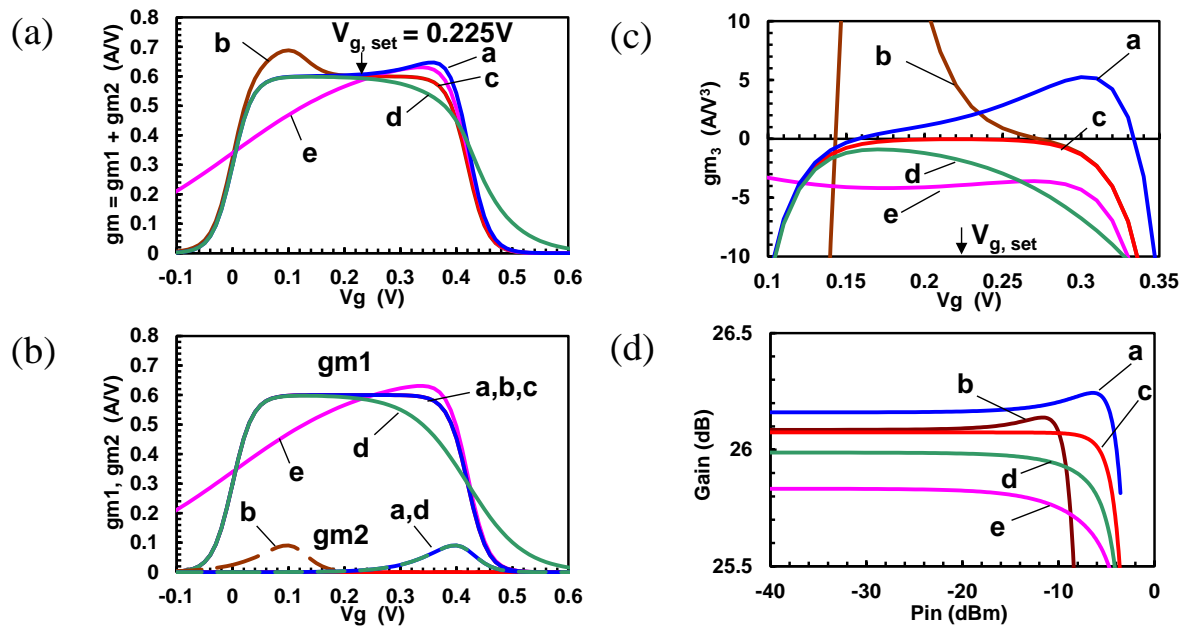 (a)
gm = gm1 + gm2 (A/V)
0.8
0.7
0.6
0.5
0.4
0.3
0.2
0.1
0
-0.1 0 0.1 0.2 0.3 0.4 0.5 0.6
Vg (V)
Vg, set = 0.225V
b
a
c
d
e
(c)
gm3 (A/V3)
10
5
0
-5
-10
0.1 0.15 0.2 0.25 0.3 0.35
Vg (V)
a
b
c
d
e
Vg, set
(b)
gm1, gm2 (A/V)
0.8
0.7
0.6
0.5
0.4
0.3
0.2
0.1
0
-0.1 0 0.1 0.2 0.3 0.4 0.5 0.6
Vg (V)
gm1
a,b,c
d
e
b
gm2
a,d
(d)
Gain (dB)
26.5
26
25.5
-40 -30 -20 -10 0
Pin (dBm)
a
b
c
d
e